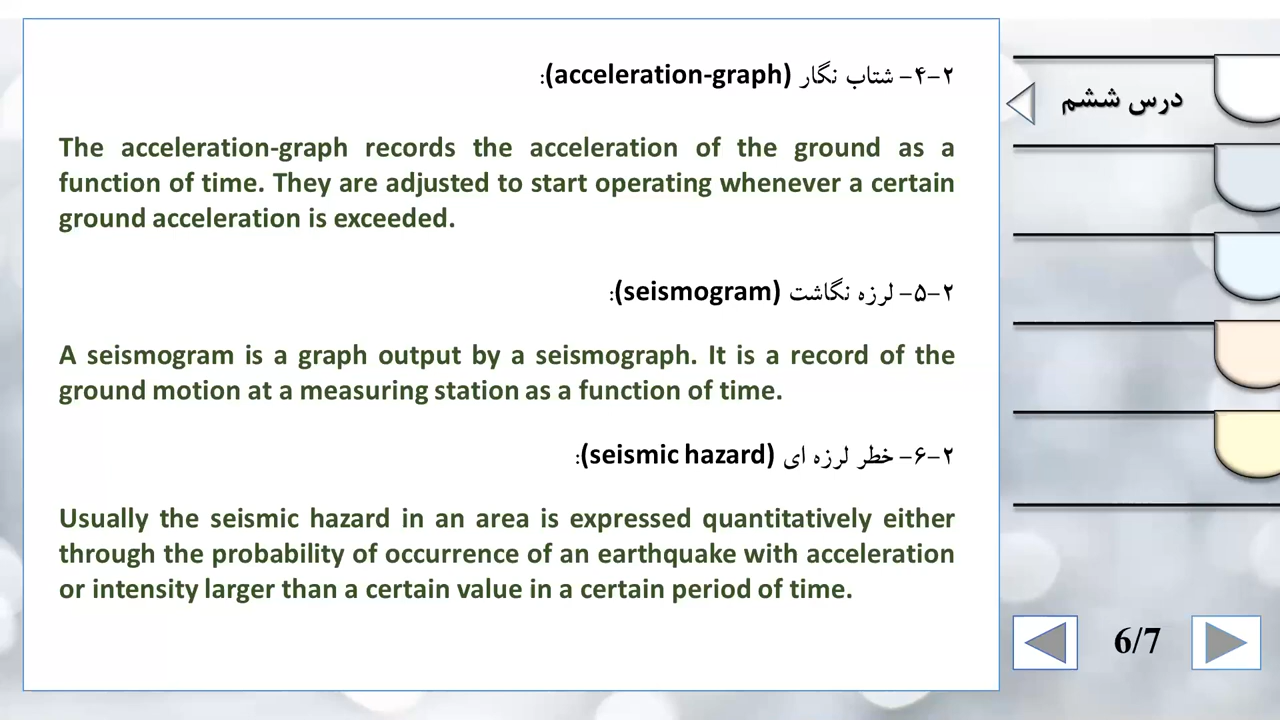 ۲-۴- شتاب نگار (acceleration-graph):
The acceleration-graph records the acceleration of the ground as a
function of time. They are adjusted to start operating whenever a certain
ground acceleration is exceeded.
۲-۵- لرزه نگاشت (seismogram):
A seismogram is a graph output by a seismograph. It is a record of the
ground motion at a measuring station as a function of time.
۲-۶- خطر لرزه ای (seismic hazard):
Usually the seismic hazard in an area is expressed quantitatively either
through the probability of occurrence of an earthquake with acceleration
or intensity larger than a certain value in a certain period of time.
درس ششم
6/7